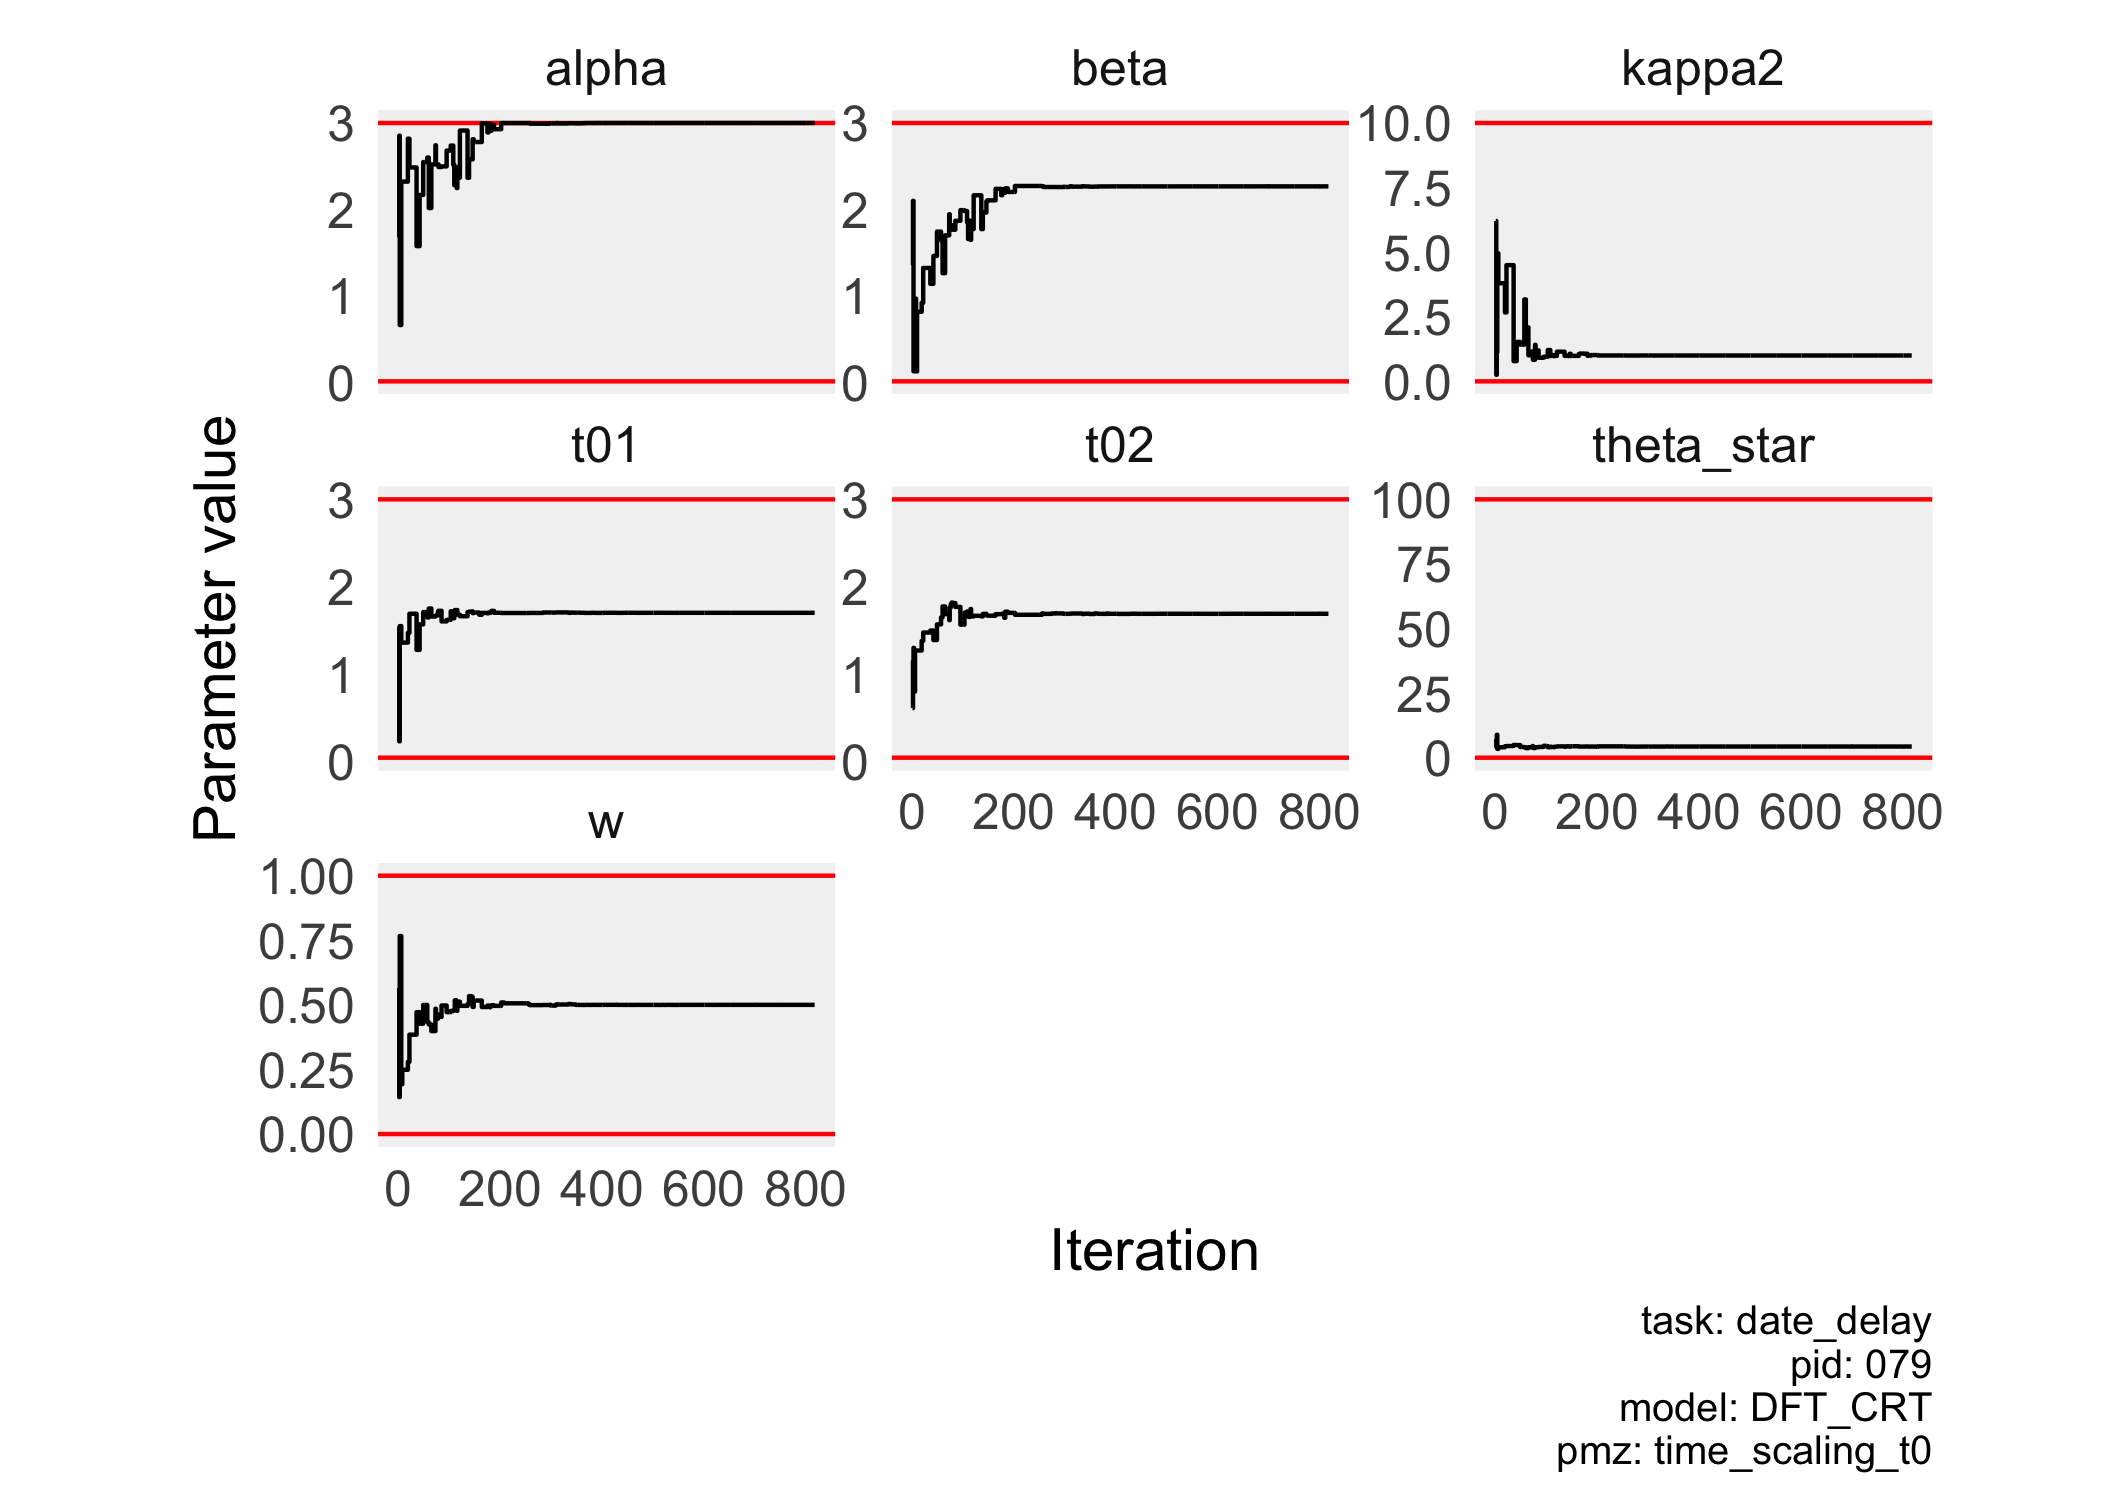 alpha
beta
kappa2
3
2
1
0
3
2
1
0
10.0
7.5
5.0
2.5
0.0
t01
t02
theta_star
3
2
1
0
3
2
1
0
100
75
50
25
0
0 200 400 600 800
0 200 400 600 800
w
1.00
0.75
0.50
0.25
0.00
0 200 400 600 800
Parameter value
Iteration
task: date_delay
pid: 079
model: DFT_CRT
pmz: time_scaling_t0